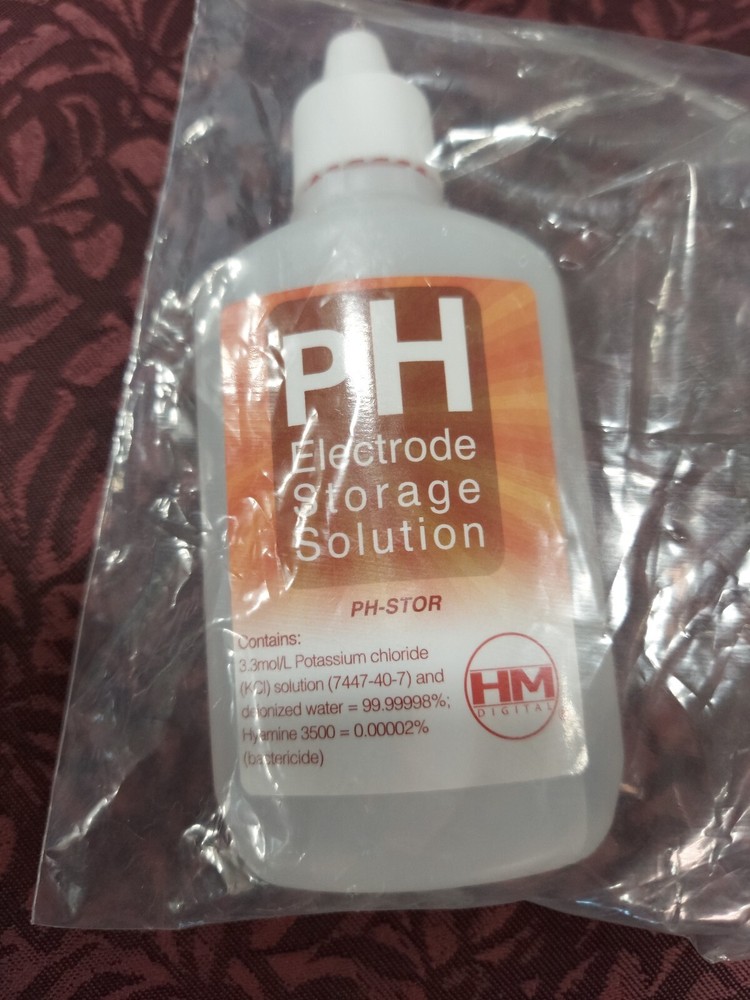 PH
Electrode
Storage
Solution
PH-STOR
Contains:
3.3mol/L Potassium chloride
(KCl) solution (7447-40-7) and
deionized water = 99.99998%;
Hyamine 3500 = 0.00002%
(bactericide)
HM
DIGITAL